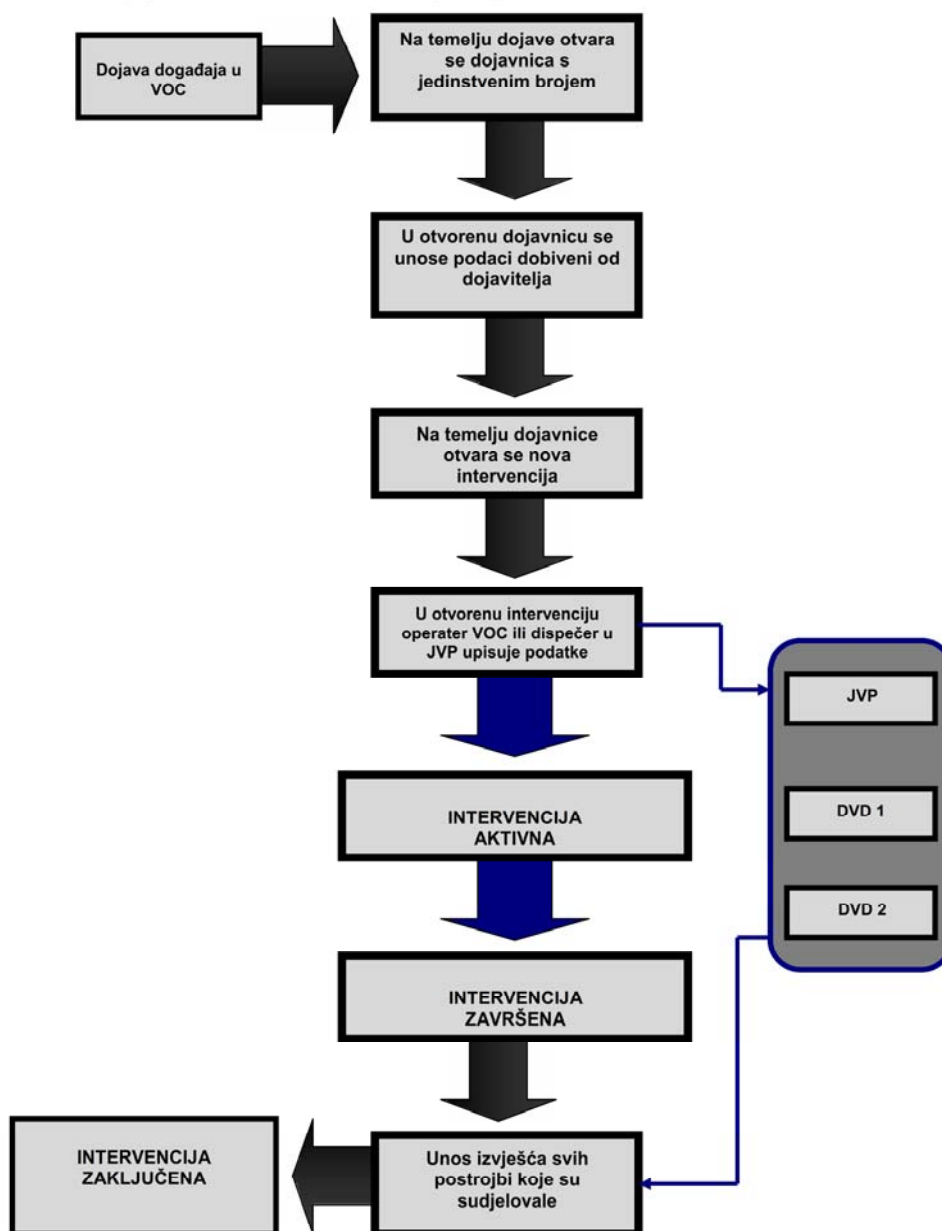 Dojava događaja u
VOC
Na temelju dojave otvara
se dojavnica s
jedinstvenim brojem
U otvorenu dojavnicu se
unose podaci dobiveni od
dojavitelja
Na temelju dojavnice
otvara se nova
intervencija
U otvorenu intervenciju
operater VOC ili dispečer u
JVP upisuje podatke
JVP
DVD 1
DVD 2
INTERVENCIJA
AKTIVNA
INTERVENCIJA
ZAVRŠENA
Unos izvješća svih
postrojbi koje su
sudjelovale
INTERVENCIJA
ZAKLJUČENA